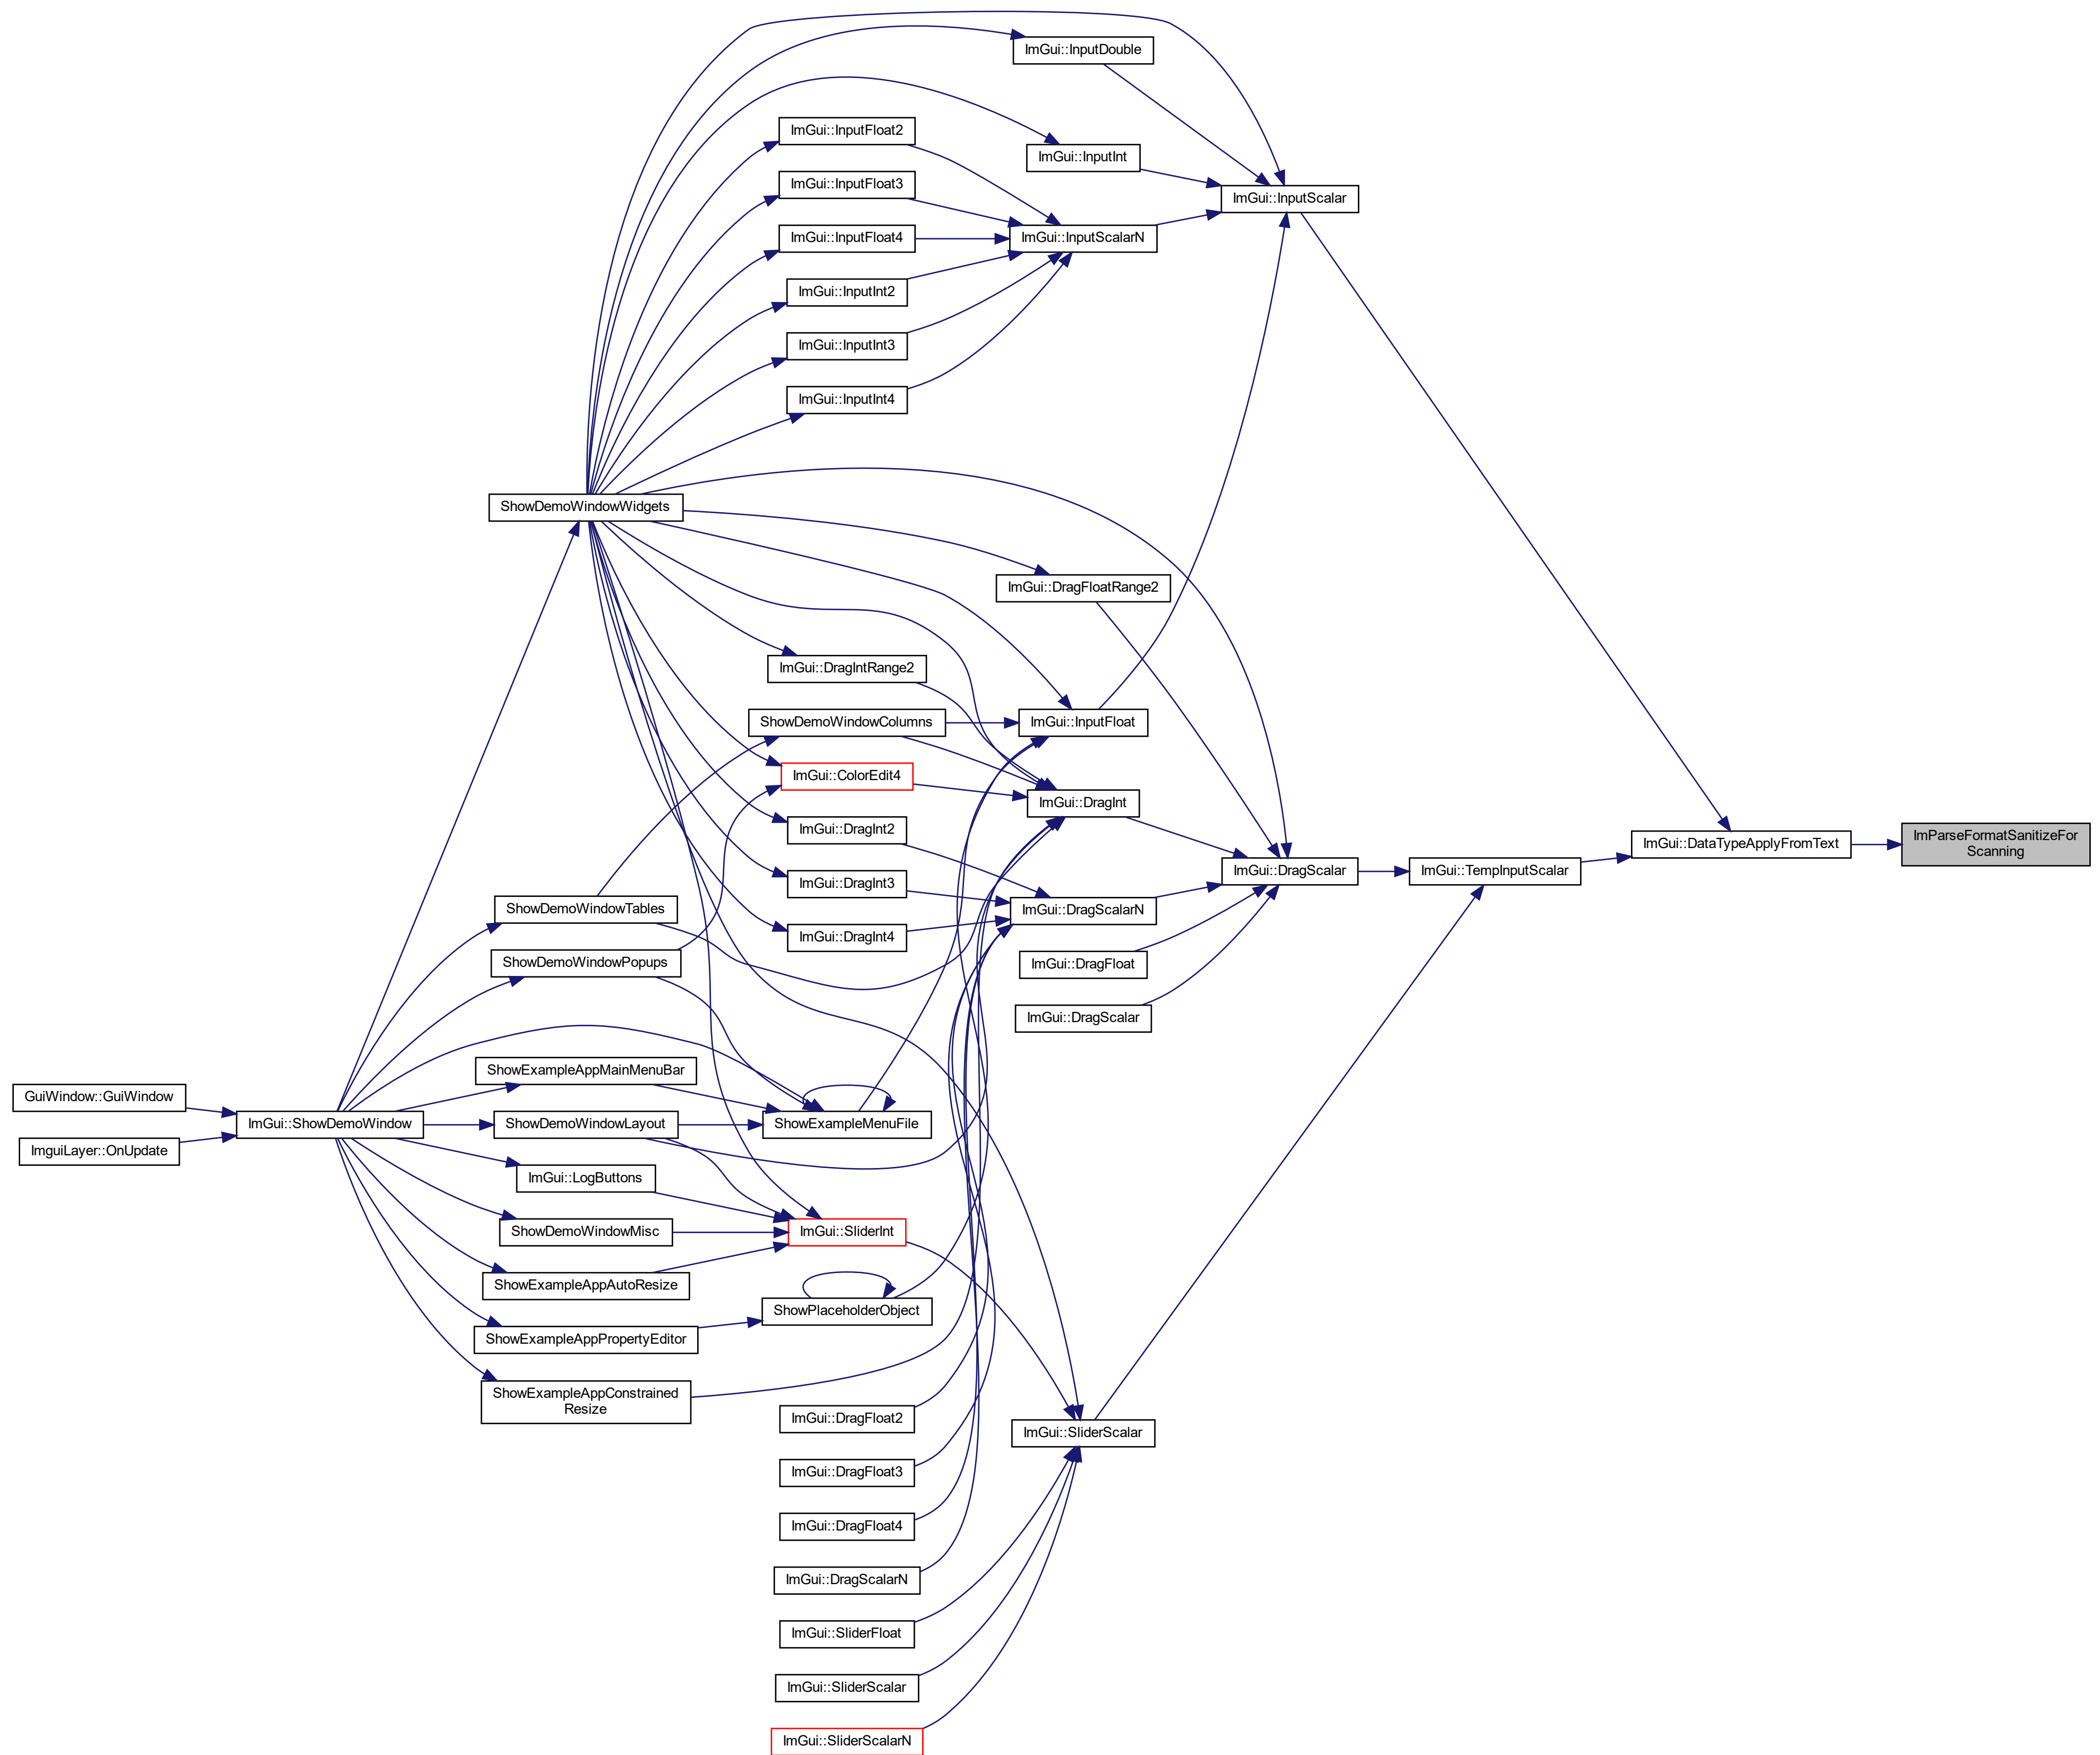 ImGui::InputDouble
ImGui::InputFloat2
ImGui::InputInt
ImGui::InputFloat3
ImGui::InputScalar
ImGui::InputFloat4
ImGui::InputScalarN
ImGui::InputInt2
ImGui::InputInt3
ImGui::InputInt4
ShowDemoWindowWidgets
ImGui::DragFloatRange2
ImGui::DragIntRange2
ShowDemoWindowColumns
ImGui::InputFloat
ImGui::ColorEdit4
ImGui::DragInt
ImGui::DragInt2
ImParseFormatSanitizeFor
Scanning
ImGui::DataTypeApplyFromText
ImGui::TempInputScalar
ImGui::DragScalar
ImGui::DragInt3
ShowDemoWindowTables
ImGui::DragScalarN
ImGui::DragInt4
ShowDemoWindowPopups
ImGui::DragFloat
ImGui::DragScalar
ShowExampleAppMainMenuBar
GuiWindow::GuiWindow
ImGui::ShowDemoWindow
ShowDemoWindowLayout
ShowExampleMenuFile
ImguiLayer::OnUpdate
ImGui::LogButtons
ShowDemoWindowMisc
ImGui::SliderInt
ShowExampleAppAutoResize
ShowPlaceholderObject
ShowExampleAppPropertyEditor
ShowExampleAppConstrained
Resize
ImGui::DragFloat2
ImGui::SliderScalar
ImGui::DragFloat3
ImGui::DragFloat4
ImGui::DragScalarN
ImGui::SliderFloat
ImGui::SliderScalar
ImGui::SliderScalarN